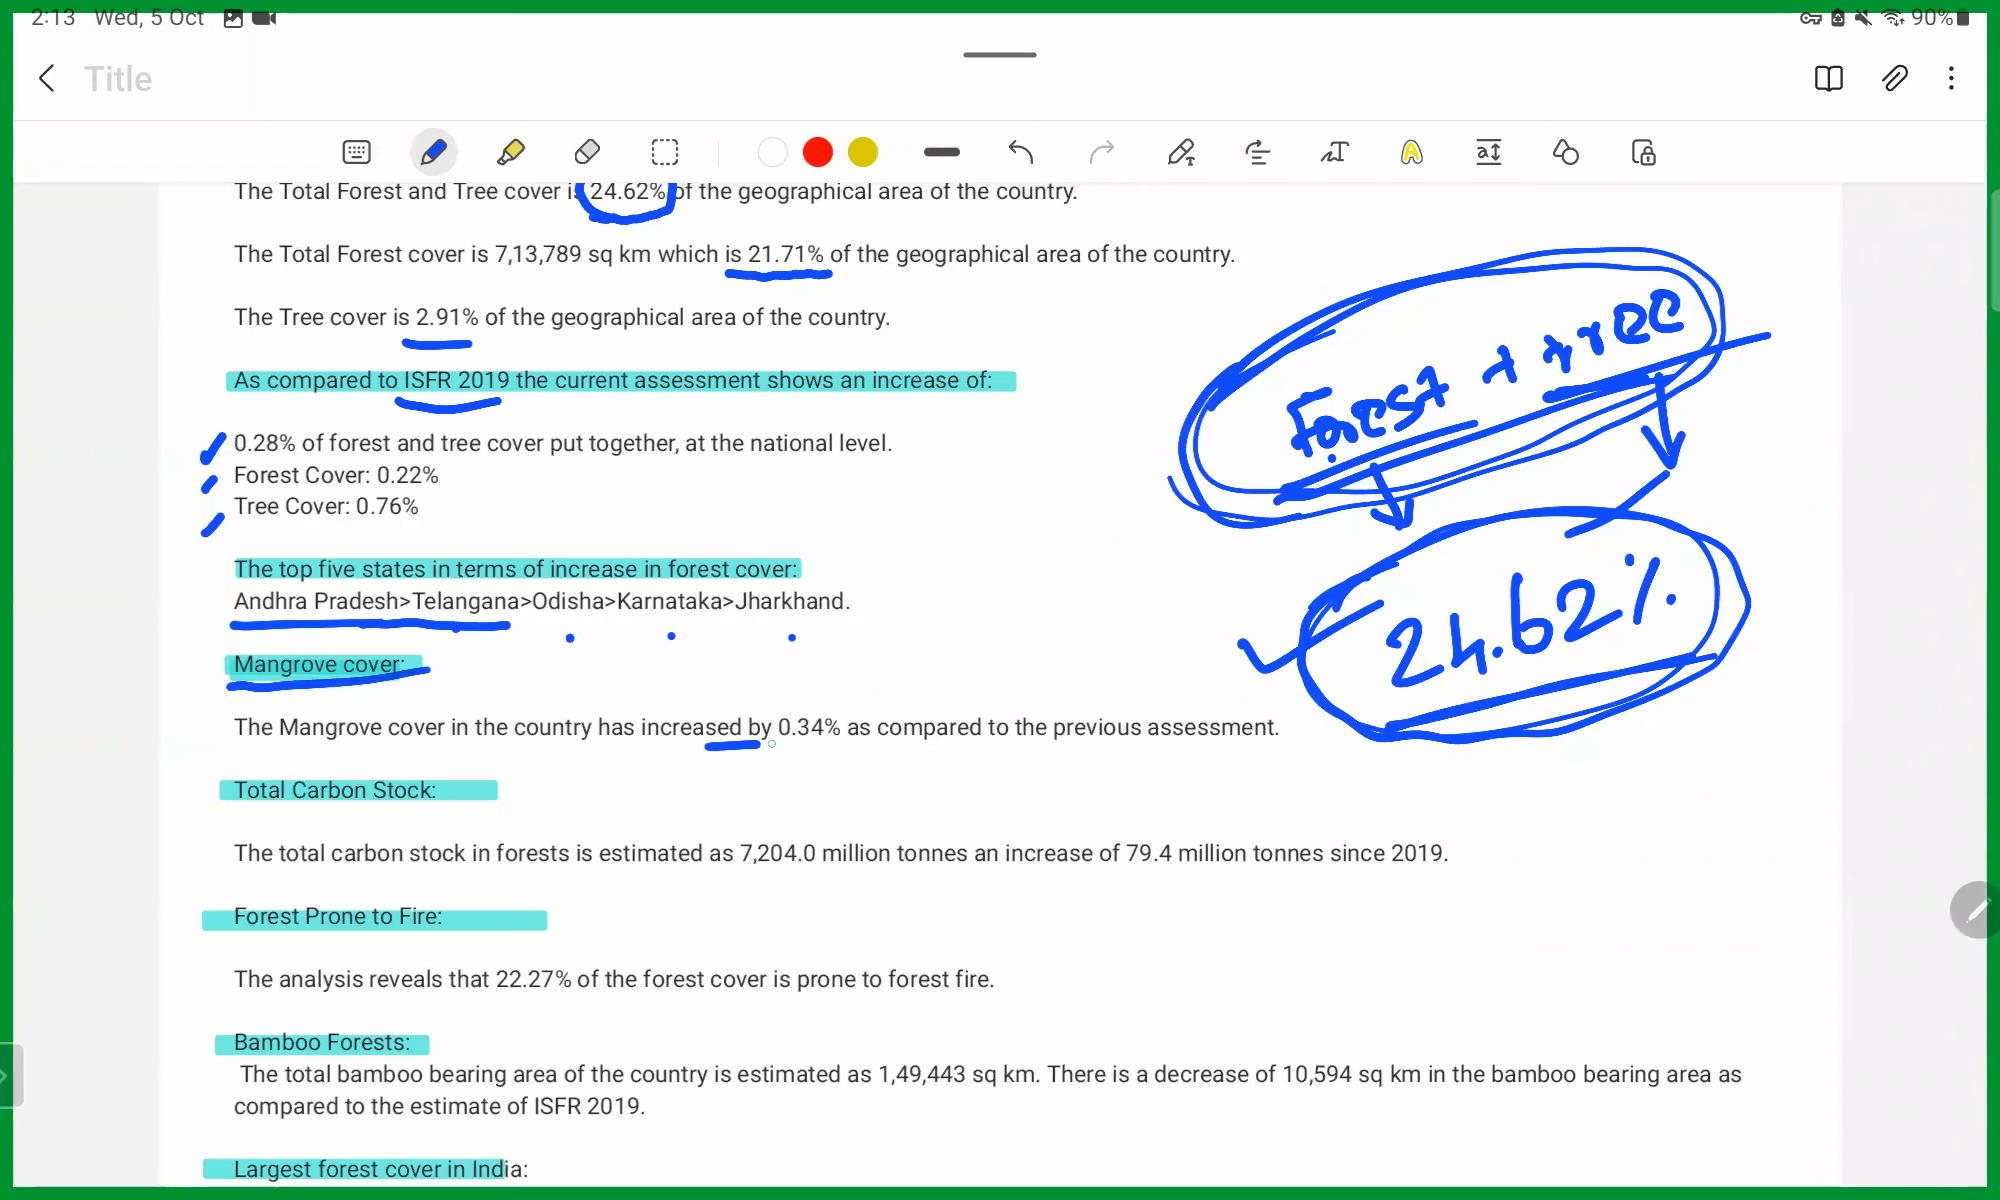 2:13 Wed, 5 Oct 90%
Title
The Total Forest and Tree cover is 24.62% of the geographical area of the country.
The Total Forest cover is 7,13,789 sq km which is 21.71% of the geographical area of the country.
The Tree cover is 2.91% of the geographical area of the country.
Forest + tree
As compared to ISFR 2019 the current assessment shows an increase of:
0.28% of forest and tree cover put together, at the national level.
Forest Cover: 0.22%
Tree Cover: 0.76%
The top five states in terms of increase in forest cover:
Andhra Pradesh>Telangana>Odisha>Karnataka>Jharkhand.
24.62%
Mangrove cover:
The Mangrove cover in the country has increased by 0.34% as compared to the previous assessment.
Total Carbon Stock:
The total carbon stock in forests is estimated as 7,204.0 million tonnes an increase of 79.4 million tonnes since 2019.
Forest Prone to Fire:
The analysis reveals that 22.27% of the forest cover is prone to forest fire.
Bamboo Forests:
The total bamboo bearing area of the country is estimated as 1,49,443 sq km. There is a decrease of 10,594 sq km in the bamboo bearing area as
compared to the estimate of ISFR 2019.
Largest forest cover in India: